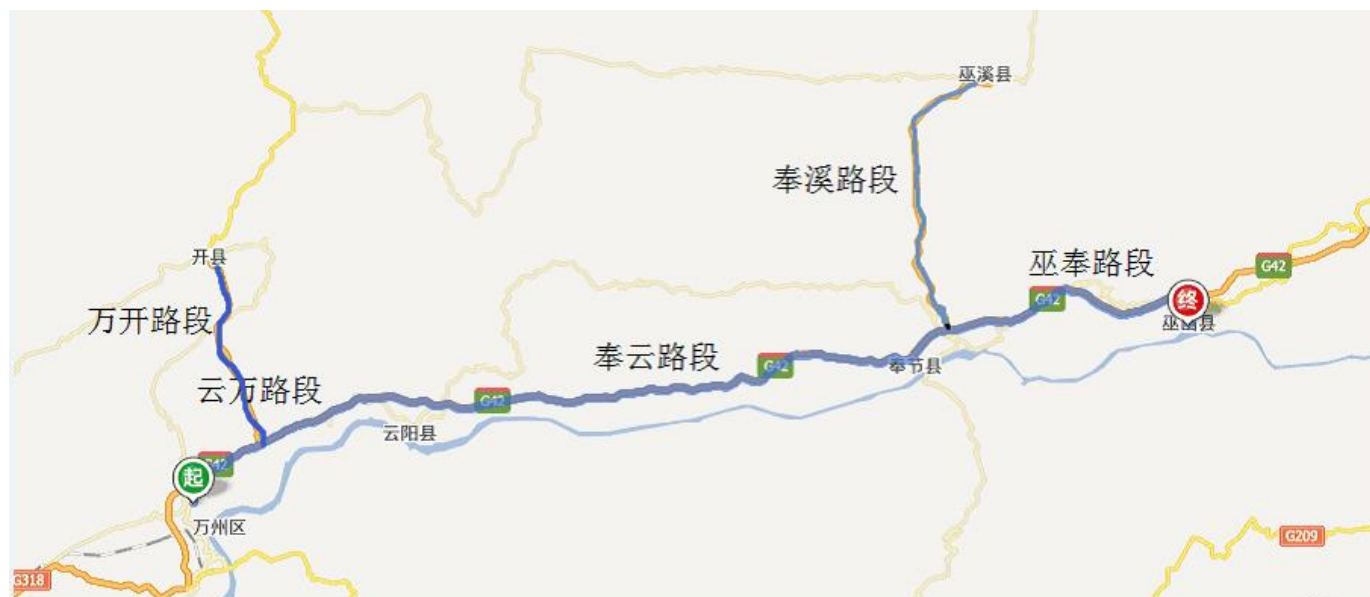 巫溪县
奉溪路段
开县
巫奉路段
G42
G42
终
巫山县
万开路段
奉云路段
G42
奉节县
云万路段
G42
云阳县
G42
起
万州区
G209
G318